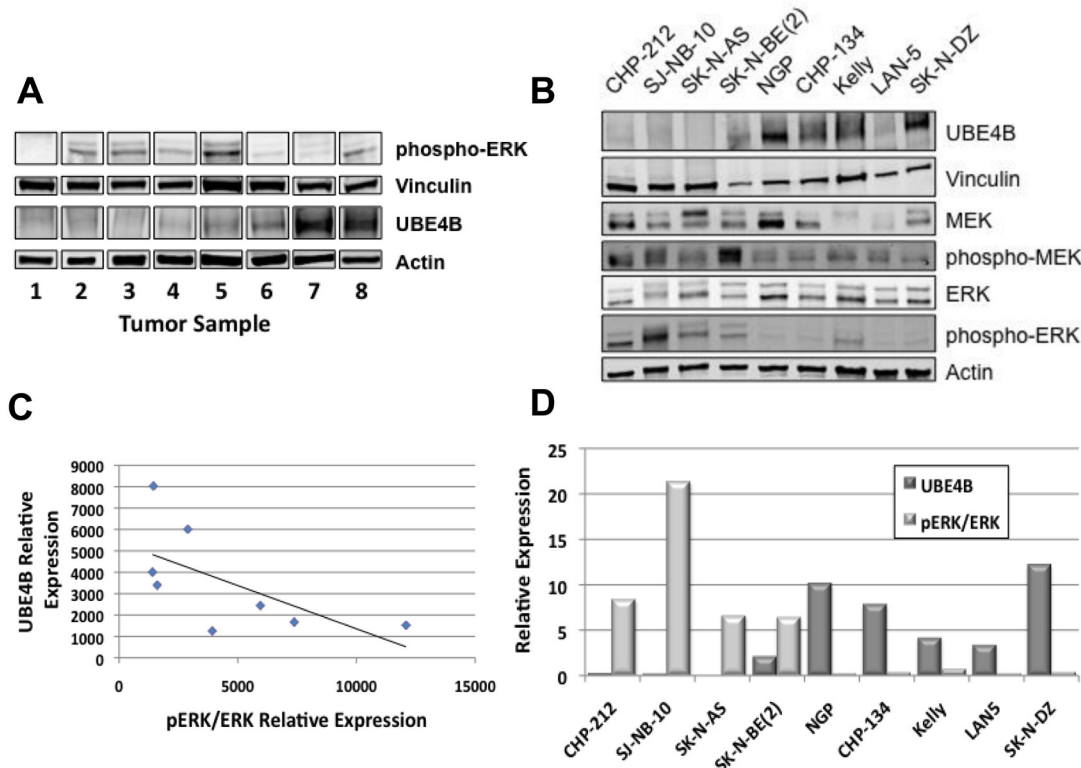 A
phospho-ERK
Vinculin
UBE4B
Actin
1 2 3 4 5 6 7 8
Tumor Sample
B
CHP-212 SJ-NB-10 SK-N-AS SK-N-BE(2) NGP CHP-134 Kelly LAN-5 SK-N-DZ
UBE4B
Vinculin
MEK
phospho-MEK
ERK
phospho-ERK
Actin
C
UBE4B Relative
Expression
9000
8000
7000
6000
5000
4000
3000
2000
1000
0
0 5000 10000 15000
pERK/ERK Relative Expression
D
Relative Expression
25
20
15
10
5
0
UBE4B
pERK/ERK
CHP-212 SJ-NB-10 SK-N-AS SK-N-BE(2) NGP CHP-134 Kelly LAN5 SK-N-DZ